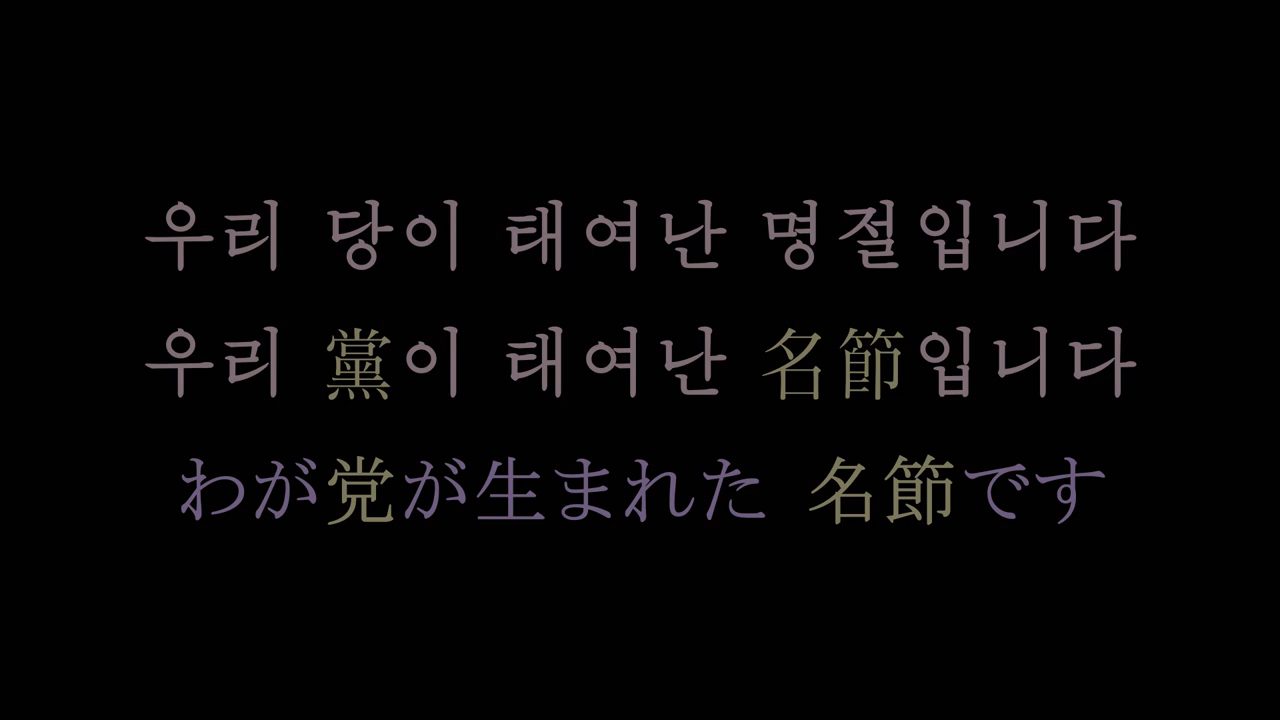 우리 당이 태여난 명절입니다
우리 黨이 태여난 名節입니다
わが党が生まれた 名節です